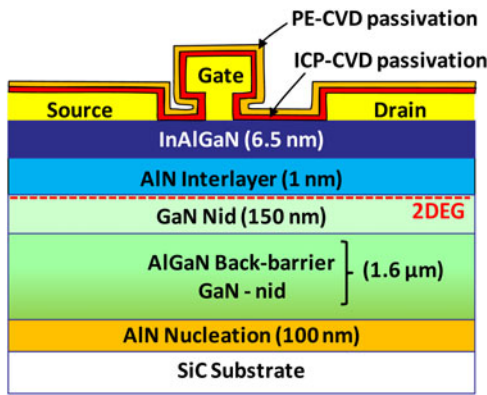 PE-CVD passivation
ICP-CVD passivation
Gate
Source
Drain
InAlGaN (6.5 nm)
AlN Interlayer (1 nm)
2DEG
GaN Nid (150 nm)
AlGaN Back-barrier
GaN - nid
(1.6 µm)
AlN Nucleation (100 nm)
SiC Substrate